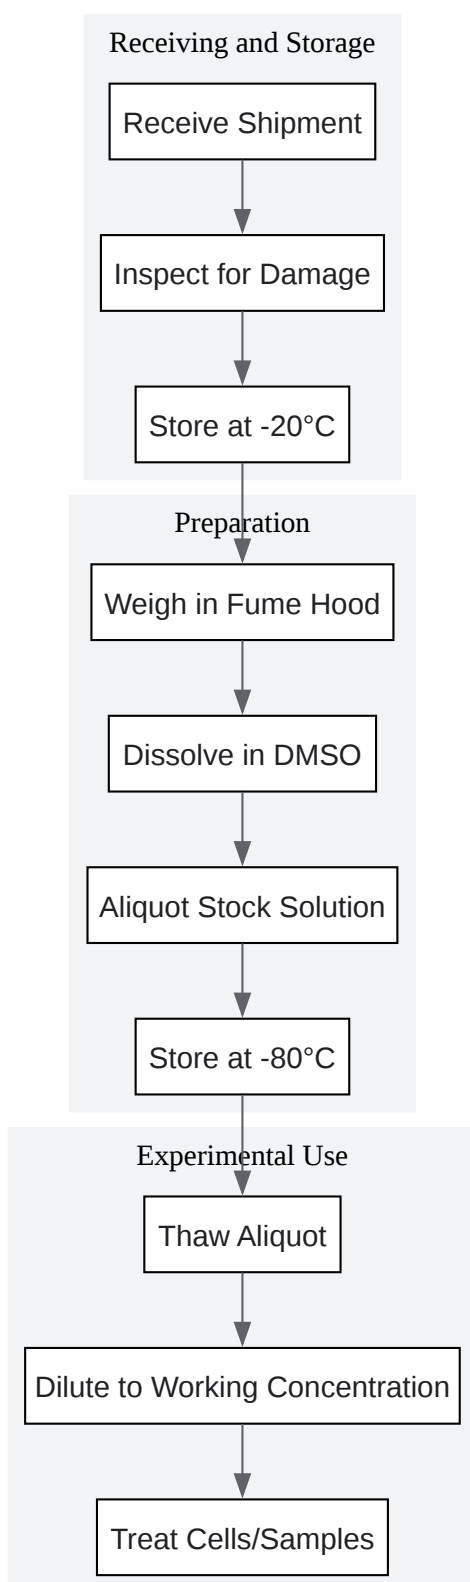 Receiving and Storage
Receive Shipment
Inspect for Damage
Store at -20°C
Preparation
Weigh in Fume Hood
Dissolve in DMSO
Aliquot Stock Solution
Store at -80°C
Experimental Use
Thaw Aliquot
Dilute to Working Concentration
Treat Cells/Samples